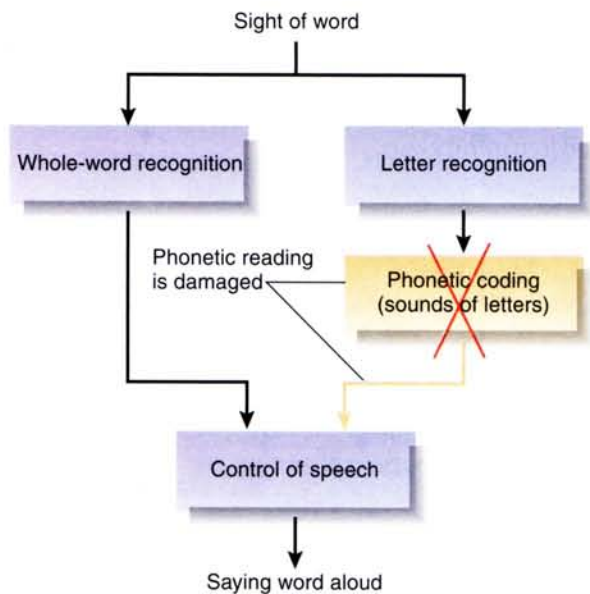 Sight of word
Whole-word recognition
Letter recognition
Phonetic reading
is damaged
Phonetic coding
(sounds of letters)
Control of speech
Saying word aloud